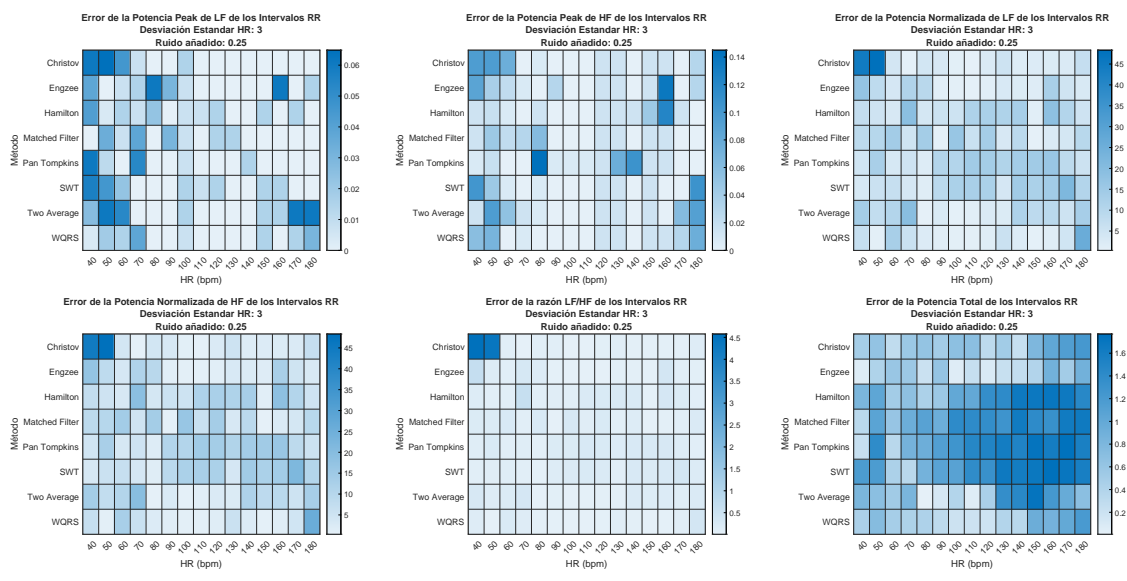 Error de la Potencia Peak de LF de los Intervalos RR
Desviación Estandar HR: 3
Ruido añadido: 0.25
Christov
Engzee
Hamilton
Matched Filter
Pan Tompkins
SWT
Two Average
WQRS
Método
40 50 60 70 80 90 100 110 120 130 140 150 160 170 180
HR (bpm)
0.06
0.05
0.04
0.03
0.02
0.01
0
Error de la Potencia Peak de HF de los Intervalos RR
Desviación Estandar HR: 3
Ruido añadido: 0.25
Christov
Engzee
Hamilton
Matched Filter
Pan Tompkins
SWT
Two Average
WQRS
Método
40 50 60 70 80 90 100 110 120 130 140 150 160 170 180
HR (bpm)
0.14
0.12
0.1
0.08
0.06
0.04
0.02
0
Error de la Potencia Normalizada de LF de los Intervalos RR
Desviación Estandar HR: 3
Ruido añadido: 0.25
Christov
Engzee
Hamilton
Matched Filter
Pan Tompkins
SWT
Two Average
WQRS
Método
40 50 60 70 80 90 100 110 120 130 140 150 160 170 180
HR (bpm)
45
40
35
30
25
20
15
10
5
Error de la Potencia Normalizada de HF de los Intervalos RR
Desviación Estandar HR: 3
Ruido añadido: 0.25
Christov
Engzee
Hamilton
Matched Filter
Pan Tompkins
SWT
Two Average
WQRS
Método
40 50 60 70 80 90 100 110 120 130 140 150 160 170 180
HR (bpm)
45
40
35
30
25
20
15
10
5
Error de la razón LF/HF de los Intervalos RR
Desviación Estandar HR: 3
Ruido añadido: 0.25
Christov
Engzee
Hamilton
Matched Filter
Pan Tompkins
SWT
Two Average
WQRS
Método
40 50 60 70 80 90 100 110 120 130 140 150 160 170 180
HR (bpm)
4.5
4
3.5
3
2.5
2
1.5
1
0.5
Error de la Potencia Total de los Intervalos RR
Desviación Estandar HR: 3
Ruido añadido: 0.25
Christov
Engzee
Hamilton
Matched Filter
Pan Tompkins
SWT
Two Average
WQRS
Método
40 50 60 70 80 90 100 110 120 130 140 150 160 170 180
HR (bpm)
1.6
1.4
1.2
1
0.8
0.6
0.4
0.2